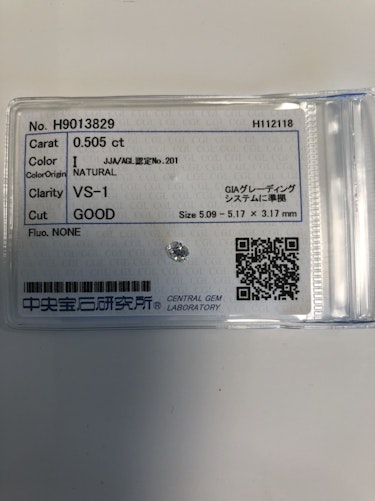 No. H9013829 H112118
Carat 0.505 ct
Color I JJA/AGL認定No.201
ColorOrigin NATURAL
Clarity VS-1 GIAグレーディング
システムに準拠
Cut GOOD Size 5.09 - 5.17 × 3.17 mm
Fluo. NONE
中央宝石研究所® CENTRAL GEM
LABORATORY